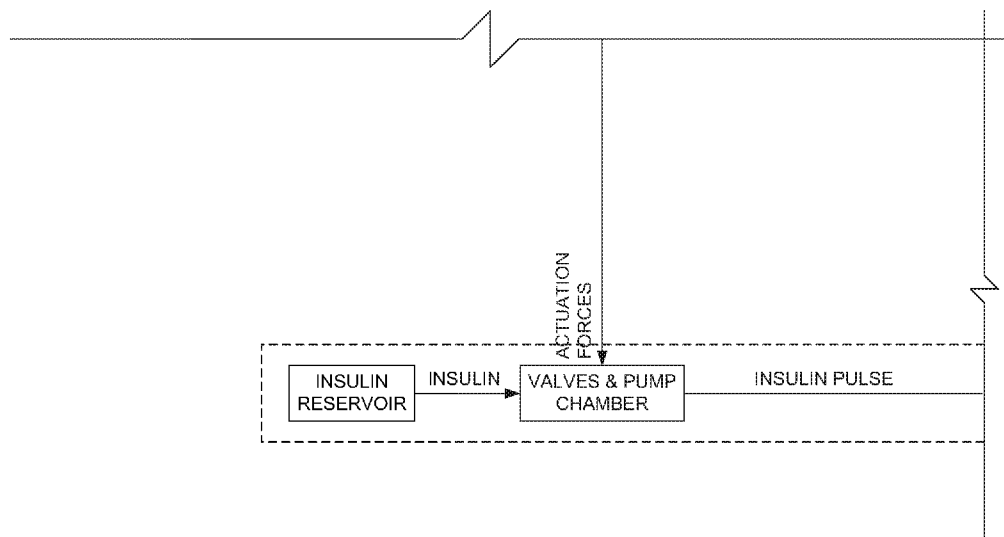 ACTUATION
FORCES
INSULIN
RESERVOIR
INSULIN
VALVES & PUMP
CHAMBER
INSULIN PULSE